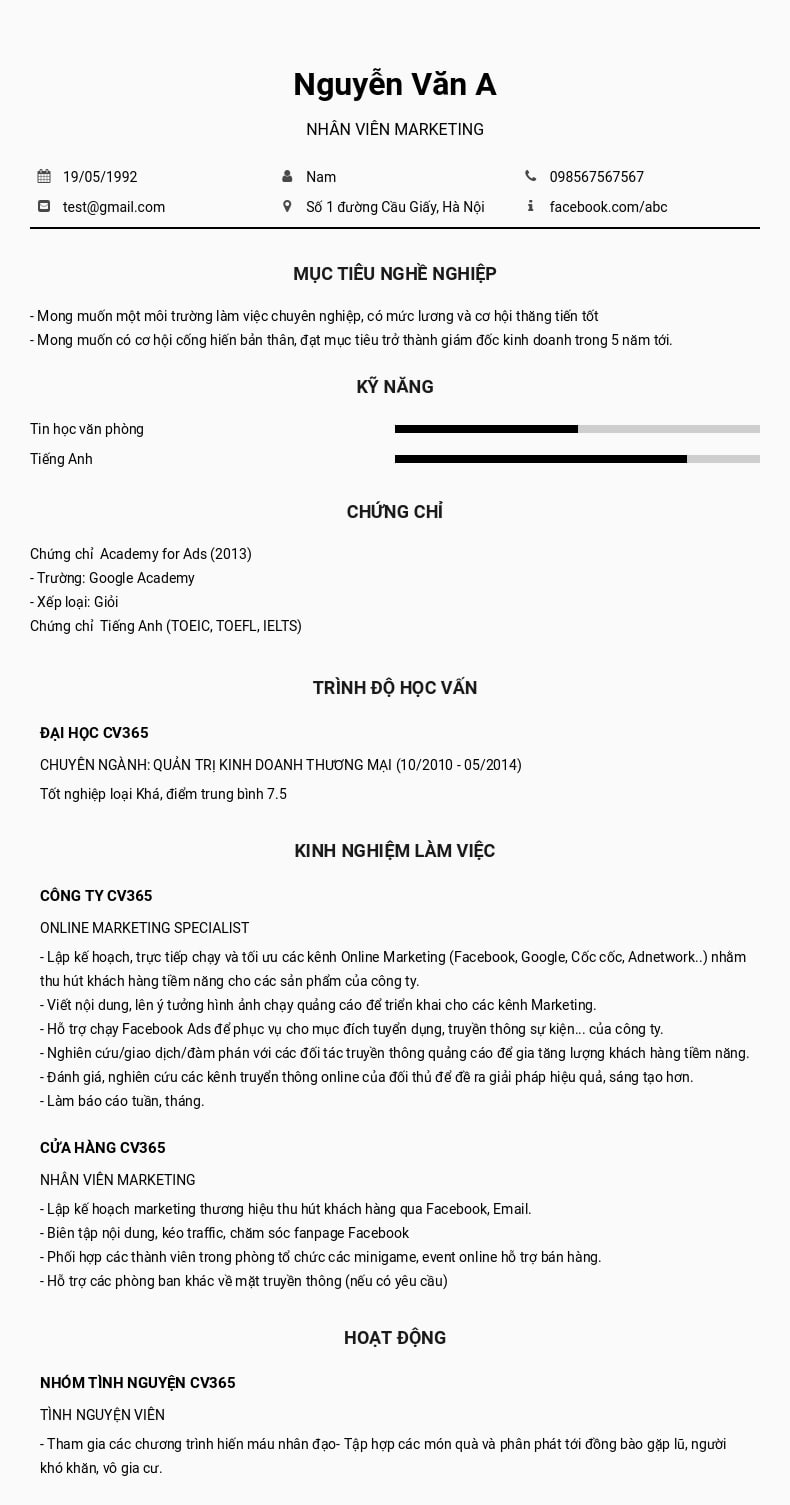 Nguyễn Văn A
NHÂN VIÊN MARKETING
19/05/1992
Nam
098567567567
test@gmail.com
Số 1 đường Cầu Giấy, Hà Nội
facebook.com/abc
MỤC TIÊU NGHỀ NGHIỆP
- Mong muốn một môi trường làm việc chuyên nghiệp, có mức lương và cơ hội thăng tiến tốt
- Mong muốn có cơ hội cống hiến bản thân, đạt mục tiêu trở thành giám đốc kinh doanh trong 5 năm tới.
KỸ NĂNG
Tin học văn phòng
Tiếng Anh
CHỨNG CHỈ
Chứng chỉ  Academy for Ads (2013)
- Trường: Google Academy
- Xếp loại: Giỏi
Chứng chỉ  Tiếng Anh (TOEIC, TOEFL, IELTS)
TRÌNH ĐỘ HỌC VẤN
ĐẠI HỌC CV365
CHUYÊN NGÀNH: QUẢN TRỊ KINH DOANH THƯƠNG MẠI (10/2010 - 05/2014)
Tốt nghiệp loại Khá, điểm trung bình 7.5
KINH NGHIỆM LÀM VIỆC
CÔNG TY CV365
ONLINE MARKETING SPECIALIST
- Lập kế hoạch, trực tiếp chạy và tối ưu các kênh Online Marketing (Facebook, Google, Cốc cốc, Adnetwork..) nhằm
thu hút khách hàng tiềm năng cho các sản phẩm của công ty.
- Viết nội dung, lên ý tưởng hình ảnh chạy quảng cáo để triển khai cho các kênh Marketing.
- Hỗ trợ chạy Facebook Ads để phục vụ cho mục đích tuyển dụng, truyền thông sự kiện... của công ty.
- Nghiên cứu/giao dịch/đàm phán với các đối tác truyền thông quảng cáo để gia tăng lượng khách hàng tiềm năng.
- Đánh giá, nghiên cứu các kênh truyển thông online của đối thủ để đề ra giải pháp hiệu quả, sáng tạo hơn.
- Làm báo cáo tuần, tháng.
CỬA HÀNG CV365
NHÂN VIÊN MARKETING
- Lập kế hoạch marketing thương hiệu thu hút khách hàng qua Facebook, Email.
- Biên tập nội dung, kéo traffic, chăm sóc fanpage Facebook
- Phối hợp các thành viên trong phòng tổ chức các minigame, event online hỗ trợ bán hàng.
- Hỗ trợ các phòng ban khác về mặt truyền thông (nếu có yêu cầu)
HOẠT ĐỘNG
NHÓM TÌNH NGUYỆN CV365
TÌNH NGUYỆN VIÊN
- Tham gia các chương trình hiến máu nhân đạo- Tập hợp các món quà và phân phát tới đồng bào gặp lũ, người
khó khăn, vô gia cư.